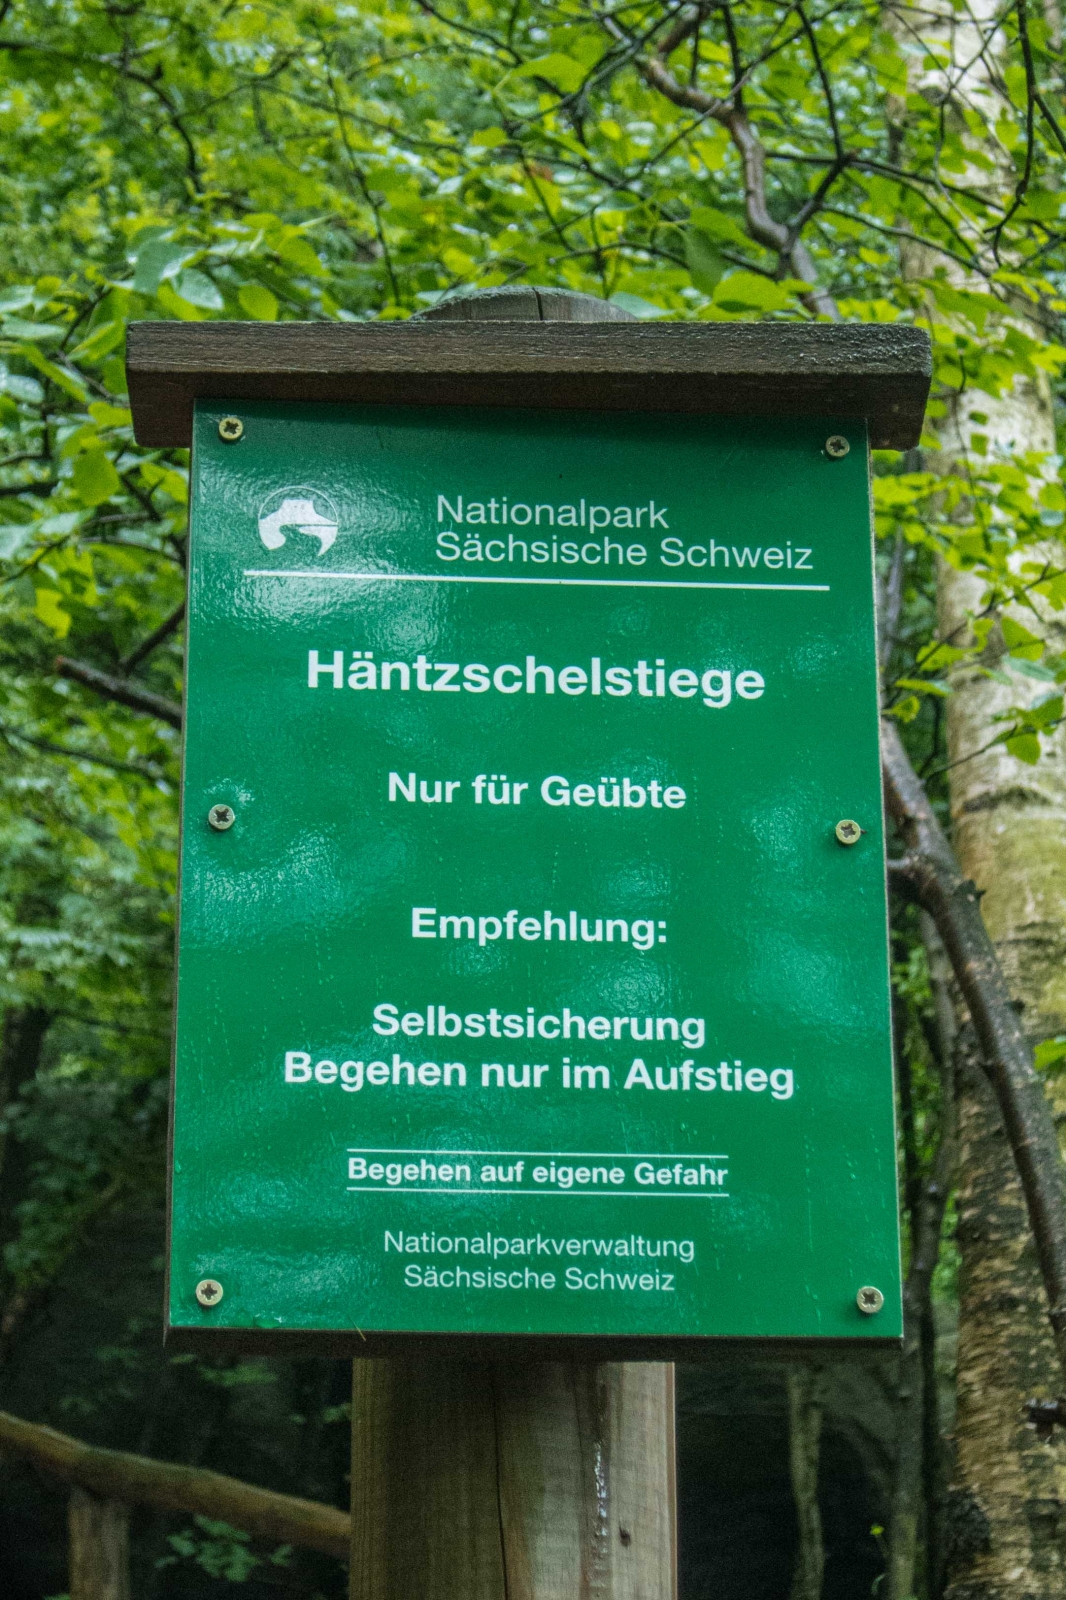 Nationalpark
Sächsische Schweiz
Häntzschelstiege
Nur für Geübte
Empfehlung:
Selbstsicherung
Begehen nur im Aufstieg
Begehen auf eigene Gefahr
Nationalparkverwaltung
Sächsische Schweiz